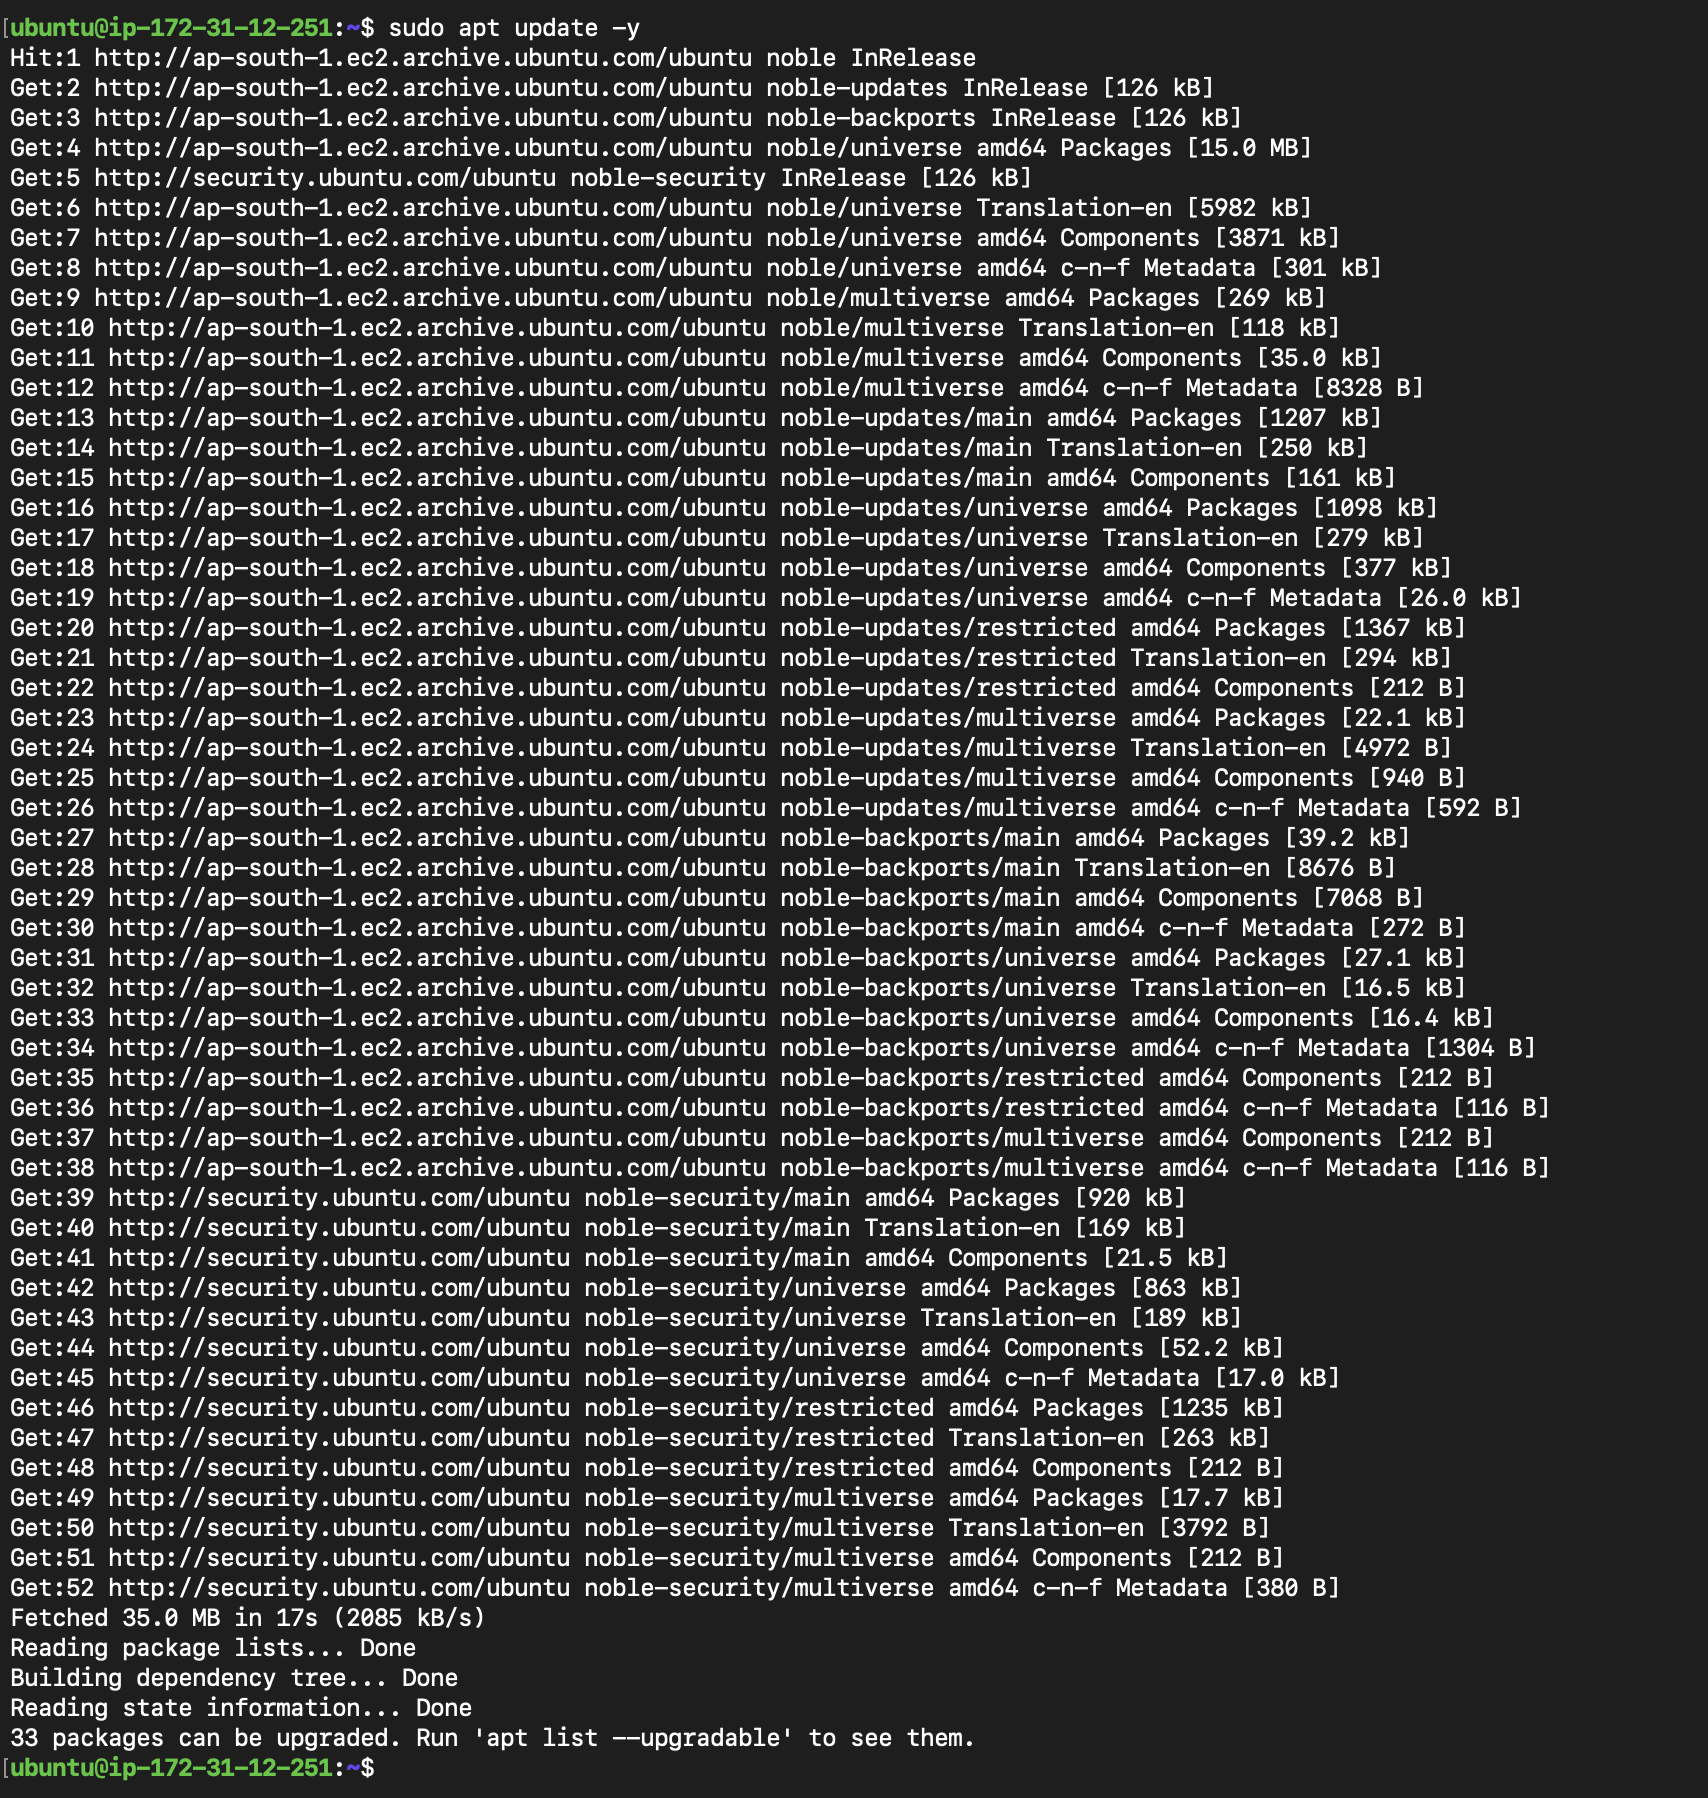 [ubuntu@ip-172-31-12-251:~$ sudo apt update -y
Hit:1 http://ap-south-1.ec2.archive.ubuntu.com/ubuntu noble InRelease
Get:2 http://ap-south-1.ec2.archive.ubuntu.com/ubuntu noble-updates InRelease [126 kB]
Get:3 http://ap-south-1.ec2.archive.ubuntu.com/ubuntu noble-backports InRelease [126 kB]
Get:4 http://ap-south-1.ec2.archive.ubuntu.com/ubuntu noble/universe amd64 Packages [15.0 MB]
Get:5 http://security.ubuntu.com/ubuntu noble-security InRelease [126 kB]
Get:6 http://ap-south-1.ec2.archive.ubuntu.com/ubuntu noble/universe Translation-en [5982 kB]
Get:7 http://ap-south-1.ec2.archive.ubuntu.com/ubuntu noble/universe amd64 Components [3871 kB]
Get:8 http://ap-south-1.ec2.archive.ubuntu.com/ubuntu noble/universe amd64 c-n-f Metadata [301 kB]
Get:9 http://ap-south-1.ec2.archive.ubuntu.com/ubuntu noble/multiverse amd64 Packages [269 kB]
Get:10 http://ap-south-1.ec2.archive.ubuntu.com/ubuntu noble/multiverse Translation-en [118 kB]
Get:11 http://ap-south-1.ec2.archive.ubuntu.com/ubuntu noble/multiverse amd64 Components [35.0 kB]
Get:12 http://ap-south-1.ec2.archive.ubuntu.com/ubuntu noble/multiverse amd64 c-n-f Metadata [8328 B]
Get:13 http://ap-south-1.ec2.archive.ubuntu.com/ubuntu noble-updates/main amd64 Packages [1207 kB]
Get:14 http://ap-south-1.ec2.archive.ubuntu.com/ubuntu noble-updates/main Translation-en [250 kB]
Get:15 http://ap-south-1.ec2.archive.ubuntu.com/ubuntu noble-updates/main amd64 Components [161 kB]
Get:16 http://ap-south-1.ec2.archive.ubuntu.com/ubuntu noble-updates/universe amd64 Packages [1098 kB]
Get:17 http://ap-south-1.ec2.archive.ubuntu.com/ubuntu noble-updates/universe Translation-en [279 kB]
Get:18 http://ap-south-1.ec2.archive.ubuntu.com/ubuntu noble-updates/universe amd64 Components [377 kB]
Get:19 http://ap-south-1.ec2.archive.ubuntu.com/ubuntu noble-updates/universe amd64 c-n-f Metadata [26.0 kB]
Get:20 http://ap-south-1.ec2.archive.ubuntu.com/ubuntu noble-updates/restricted amd64 Packages [1367 kB]
Get:21 http://ap-south-1.ec2.archive.ubuntu.com/ubuntu noble-updates/restricted Translation-en [294 kB]
Get:22 http://ap-south-1.ec2.archive.ubuntu.com/ubuntu noble-updates/restricted amd64 Components [212 B]
Get:23 http://ap-south-1.ec2.archive.ubuntu.com/ubuntu noble-updates/multiverse amd64 Packages [22.1 kB]
Get:24 http://ap-south-1.ec2.archive.ubuntu.com/ubuntu noble-updates/multiverse Translation-en [4972 B]
Get:25 http://ap-south-1.ec2.archive.ubuntu.com/ubuntu noble-updates/multiverse amd64 Components [940 B]
Get:26 http://ap-south-1.ec2.archive.ubuntu.com/ubuntu noble-updates/multiverse amd64 c-n-f Metadata [592 B]
Get:27 http://ap-south-1.ec2.archive.ubuntu.com/ubuntu noble-backports/main amd64 Packages [39.2 kB]
Get:28 http://ap-south-1.ec2.archive.ubuntu.com/ubuntu noble-backports/main Translation-en [8676 B]
Get:29 http://ap-south-1.ec2.archive.ubuntu.com/ubuntu noble-backports/main amd64 Components [7068 B]
Get:30 http://ap-south-1.ec2.archive.ubuntu.com/ubuntu noble-backports/main amd64 c-n-f Metadata [272 B]
Get:31 http://ap-south-1.ec2.archive.ubuntu.com/ubuntu noble-backports/universe amd64 Packages [27.1 kB]
Get:32 http://ap-south-1.ec2.archive.ubuntu.com/ubuntu noble-backports/universe Translation-en [16.5 kB]
Get:33 http://ap-south-1.ec2.archive.ubuntu.com/ubuntu noble-backports/universe amd64 Components [16.4 kB]
Get:34 http://ap-south-1.ec2.archive.ubuntu.com/ubuntu noble-backports/universe amd64 c-n-f Metadata [1304 B]
Get:35 http://ap-south-1.ec2.archive.ubuntu.com/ubuntu noble-backports/restricted amd64 Components [212 B]
Get:36 http://ap-south-1.ec2.archive.ubuntu.com/ubuntu noble-backports/restricted amd64 c-n-f Metadata [116 B]
Get:37 http://ap-south-1.ec2.archive.ubuntu.com/ubuntu noble-backports/multiverse amd64 Components [212 B]
Get:38 http://ap-south-1.ec2.archive.ubuntu.com/ubuntu noble-backports/multiverse amd64 c-n-f Metadata [116 B]
Get:39 http://security.ubuntu.com/ubuntu noble-security/main amd64 Packages [920 kB]
Get:40 http://security.ubuntu.com/ubuntu noble-security/main Translation-en [169 kB]
Get:41 http://security.ubuntu.com/ubuntu noble-security/main amd64 Components [21.5 kB]
Get:42 http://security.ubuntu.com/ubuntu noble-security/universe amd64 Packages [863 kB]
Get:43 http://security.ubuntu.com/ubuntu noble-security/universe Translation-en [189 kB]
Get:44 http://security.ubuntu.com/ubuntu noble-security/universe amd64 Components [52.2 kB]
Get:45 http://security.ubuntu.com/ubuntu noble-security/universe amd64 c-n-f Metadata [17.0 kB]
Get:46 http://security.ubuntu.com/ubuntu noble-security/restricted amd64 Packages [1235 kB]
Get:47 http://security.ubuntu.com/ubuntu noble-security/restricted Translation-en [263 kB]
Get:48 http://security.ubuntu.com/ubuntu noble-security/restricted amd64 Components [212 B]
Get:49 http://security.ubuntu.com/ubuntu noble-security/multiverse amd64 Packages [17.7 kB]
Get:50 http://security.ubuntu.com/ubuntu noble-security/multiverse Translation-en [3792 B]
Get:51 http://security.ubuntu.com/ubuntu noble-security/multiverse amd64 Components [212 B]
Get:52 http://security.ubuntu.com/ubuntu noble-security/multiverse amd64 c-n-f Metadata [380 B]
Fetched 35.0 MB in 17s (2085 kB/s)
Reading package lists... Done
Building dependency tree... Done
Reading state information... Done
33 packages can be upgraded. Run 'apt list --upgradable' to see them.
[ubuntu@ip-172-31-12-251:~$